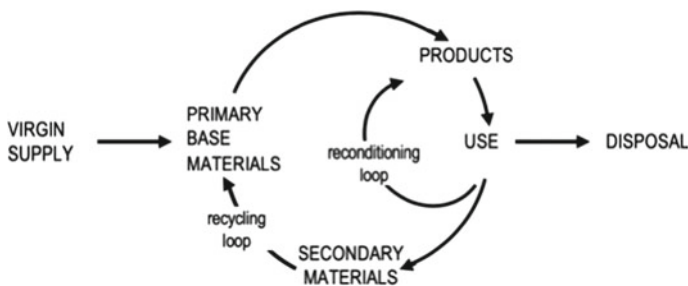 PRODUCTS
VIRGIN
SUPPLY
PRIMARY
BASE
MATERIALS
reconditioning
loop
USE
DISPOSAL
recycling
loop
SECONDARY
MATERIALS